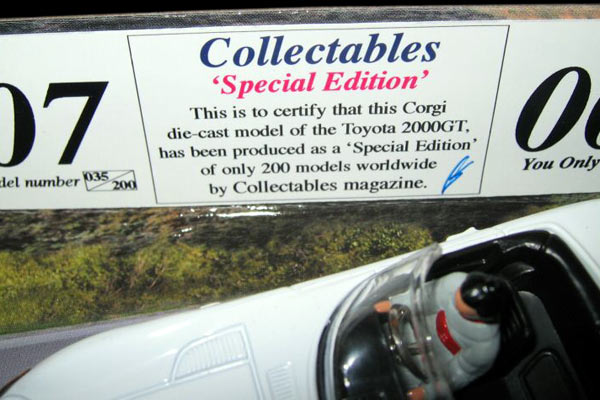 Collectables
'Special Edition'
This is to certify that this Corgi
die-cast model of the Toyota 2000GT,
has been produced as a 'Special Edition'
of only 200 models worldwide
by Collectables magazine.
07
del number 035/200
00
You Only